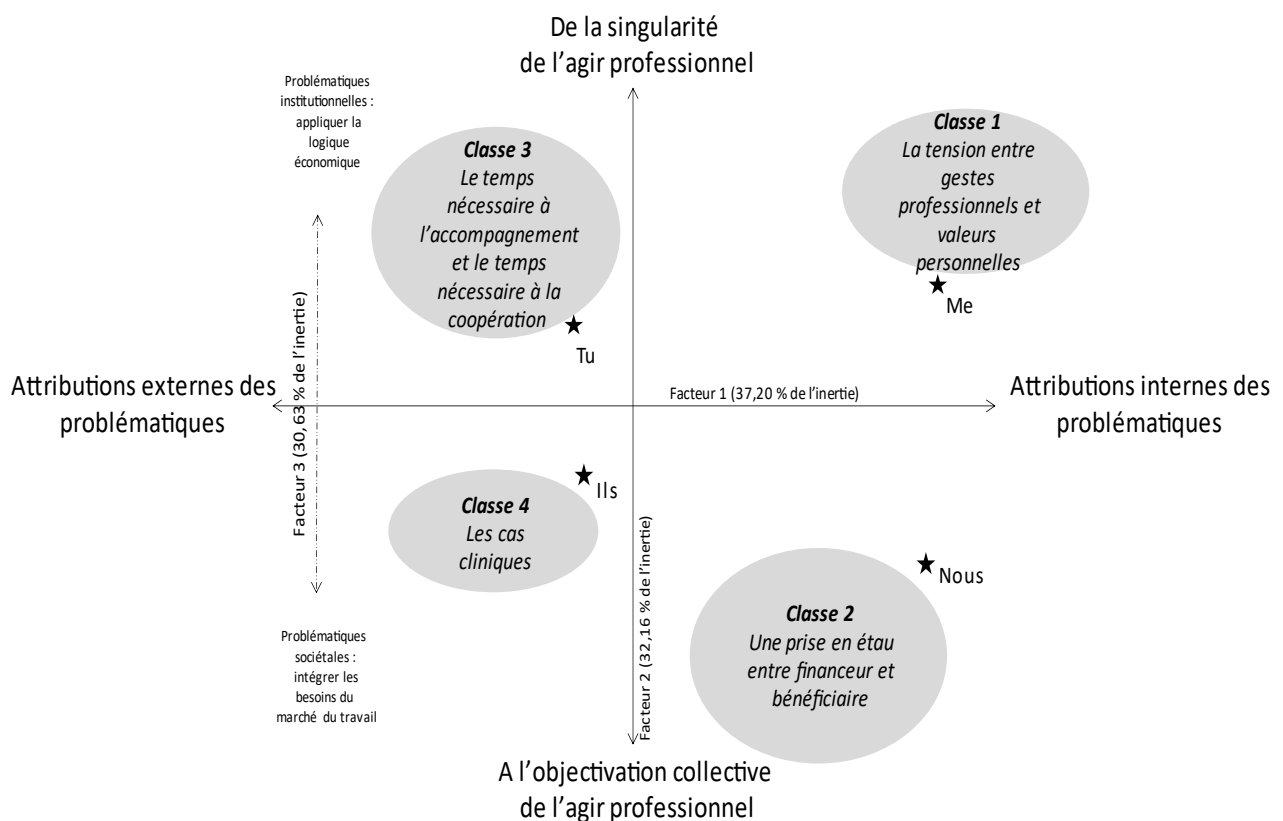 De la singularité
de l'agir professionnel
Problématiques
institutionnelles :
appliquer la
logique
économique
Classe 3
Le temps
nécessaire à
l'accompagnement
et le temps
nécessaire à la
coopération
Classe 1
La tension entre
gestes
professionnels et
valeurs
personnelles
Me
Tu
Facteur 3 (30,63 % de l'inertie)
Attributions externes des
problématiques
Facteur 1 (37,20 % de l'inertie)
Attributions internes des
problématiques
Ils
Classe 4
Les cas
cliniques
Nous
Classe 2
Une prise en étau
entre financeur et
bénéficiaire
Facteur 2 (32,16 % de l'inertie)
Problématiques
sociétales :
intégrer les
besoins du
marché du travail
A l'objectivation collective
de l'agir professionnel